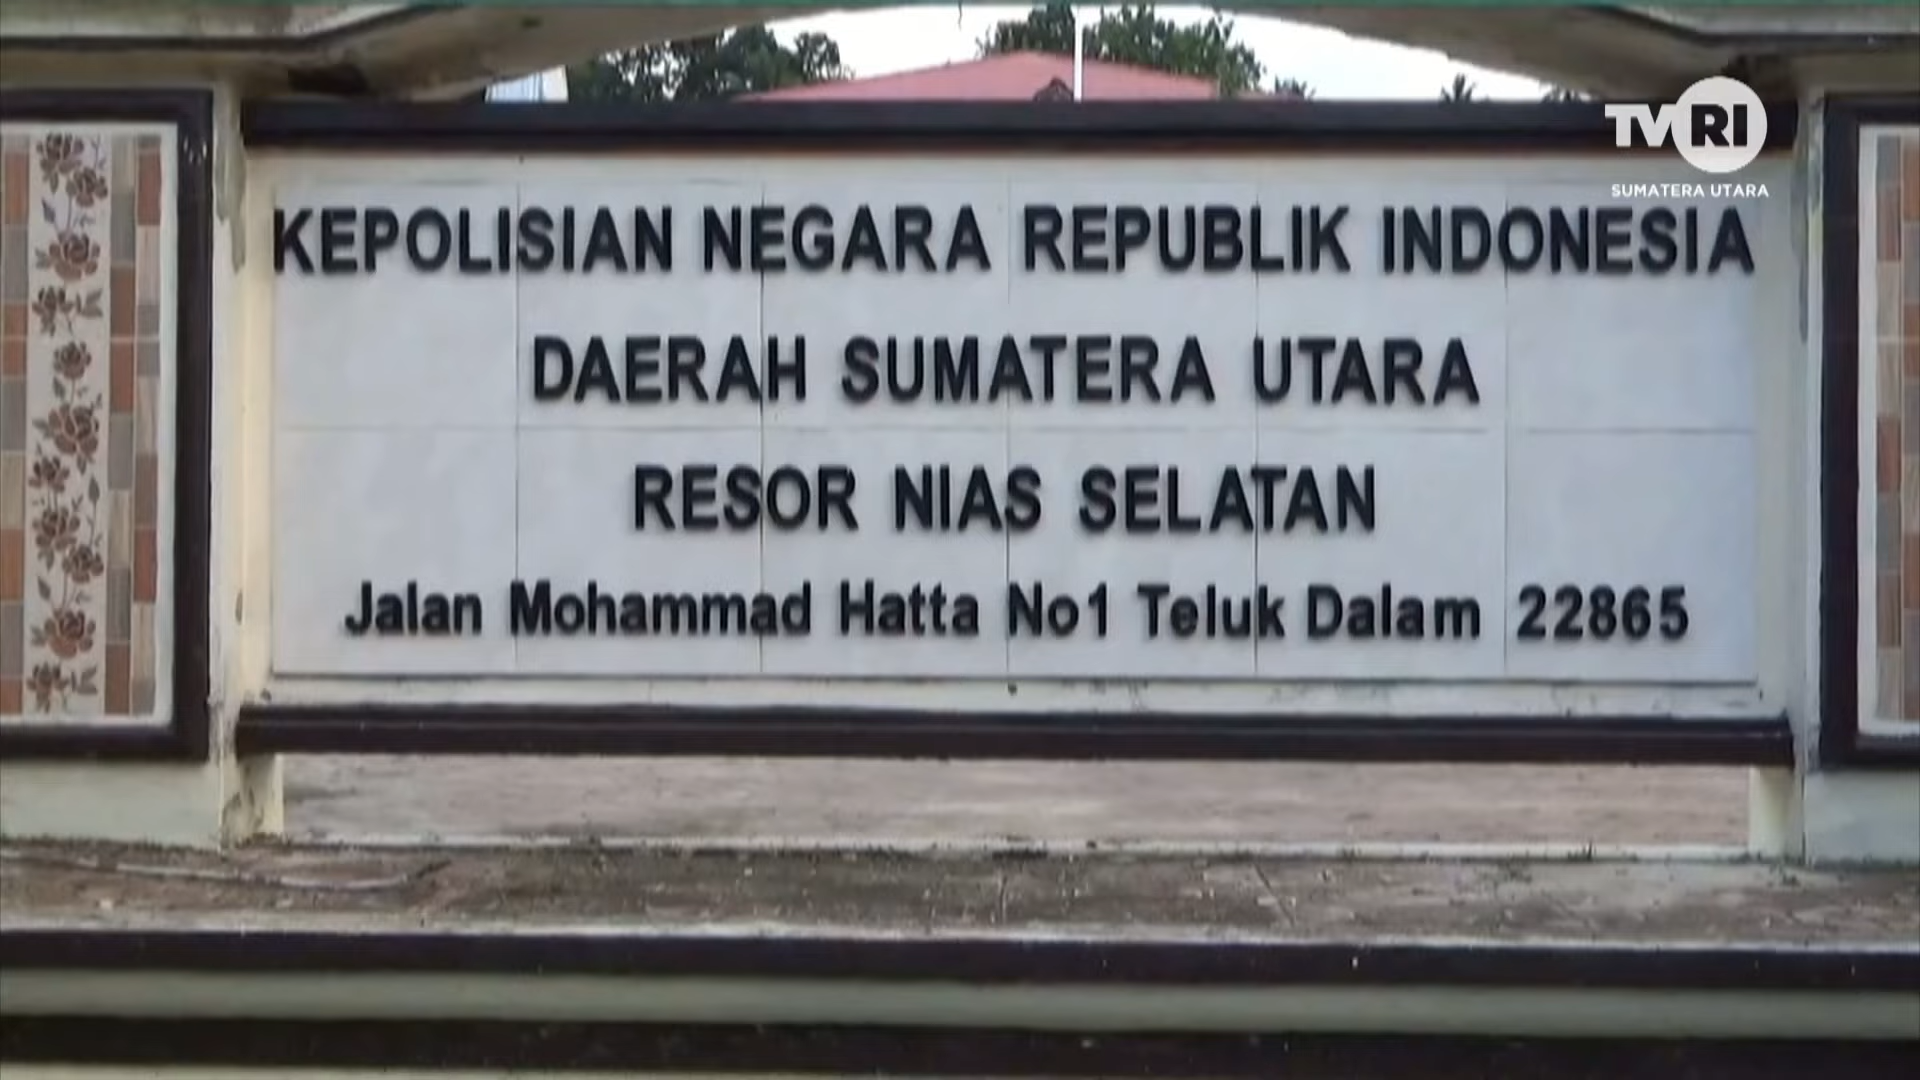 TVRI
SUMATERA UTARA
KEPOLISIAN NEGARA REPUBLIK INDONESIA
DAERAH SUMATERA UTARA
RESOR NIAS SELATAN
Jalan Mohammad Hatta No1 Teluk Dalam 22865